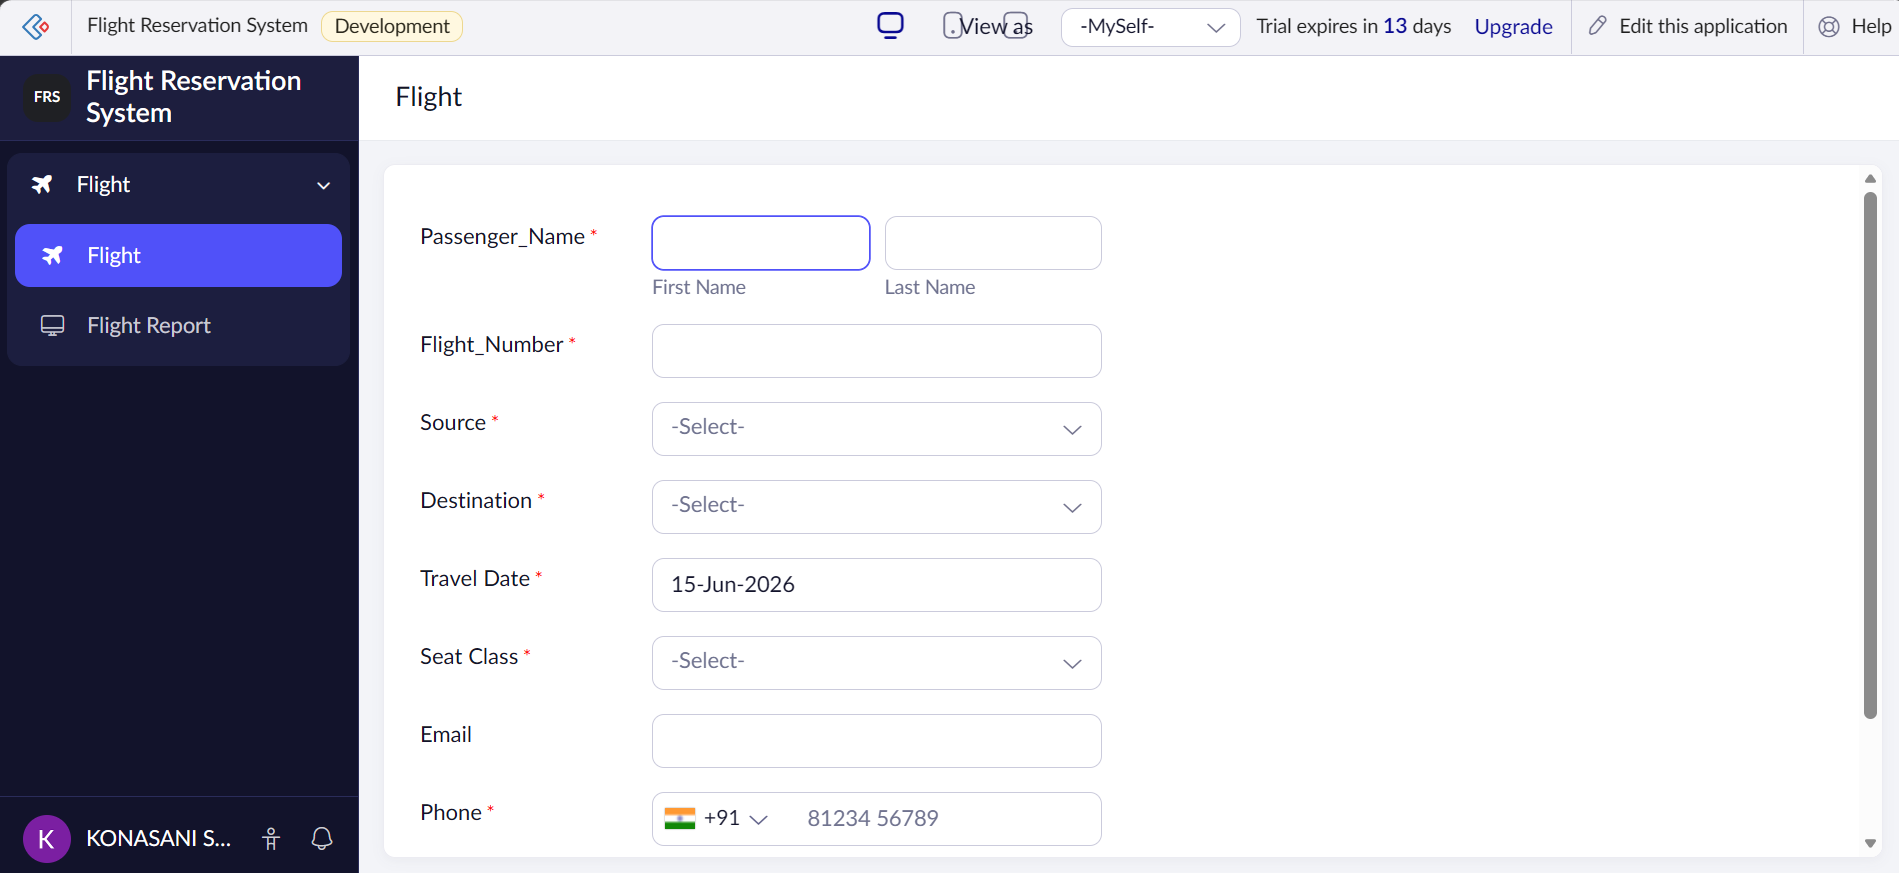 Flight Reservation System Development View as -MySelf- Trial expires in 13 days Upgrade Edit this application Help
FRS
Flight Reservation
System
Flight
Flight
Flight
Flight Report
Passenger_Name *
First Name Last Name
Flight_Number *
Source * -Select-
Destination * -Select-
Travel Date * 15-Jun-2026
Seat Class * -Select-
Email
Phone * +91 81234 56789
K KONASANI S...